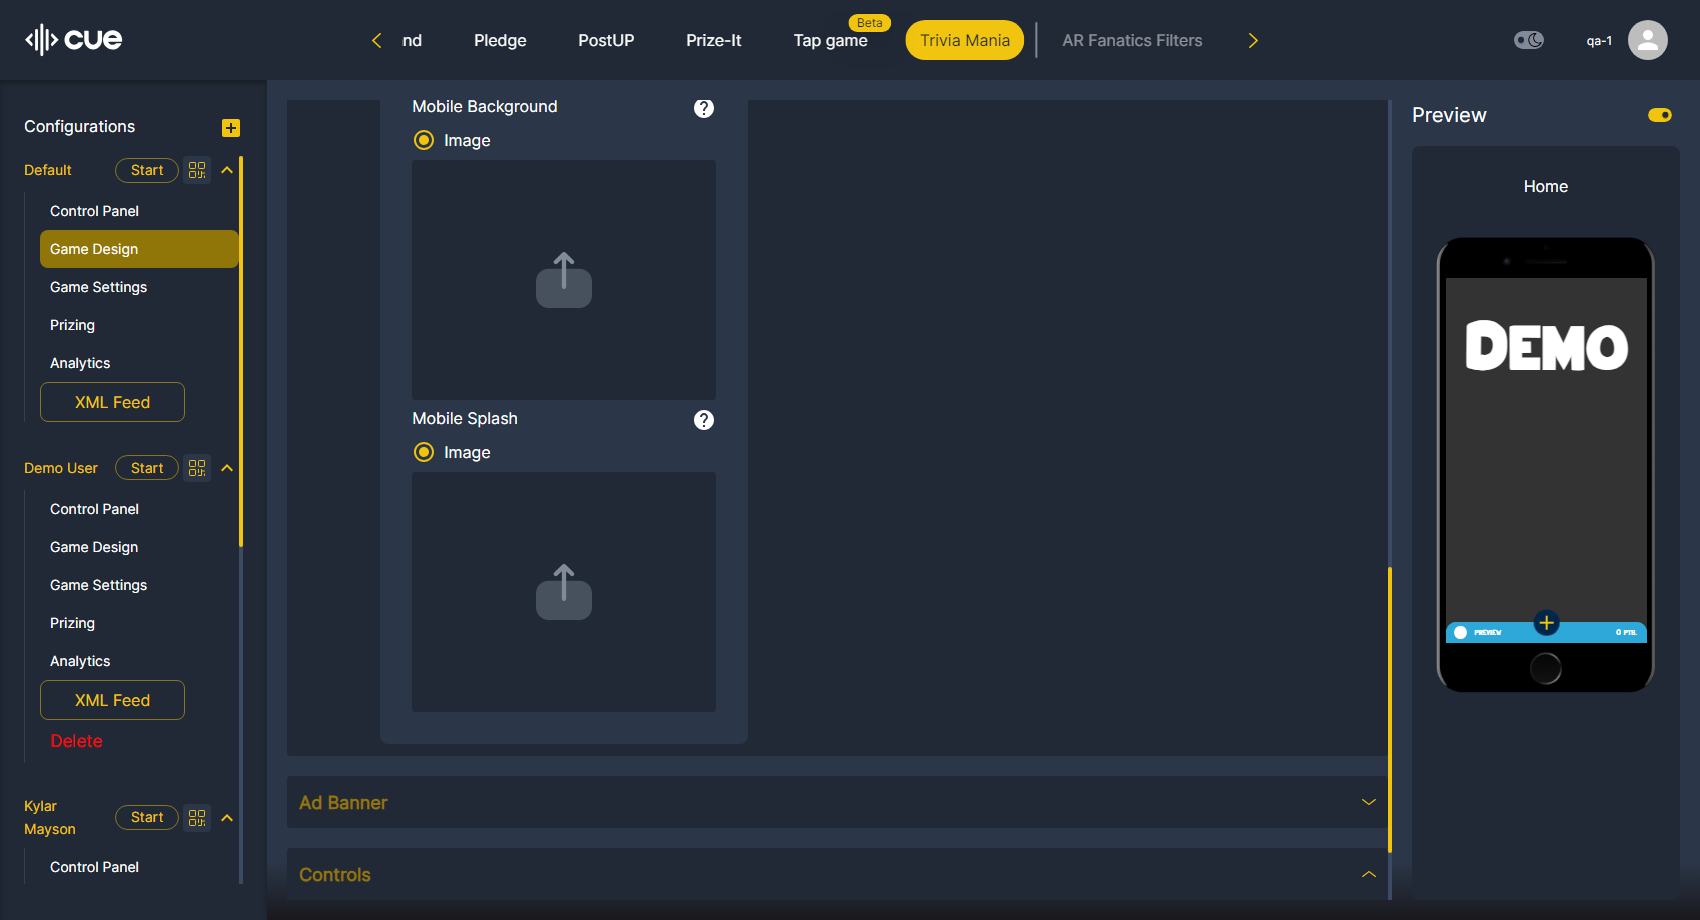 cue
nd
Pledge
PostUP
Prize-It
Tap game
Beta
Trivia Mania
AR Fanatics Filters
qa-1
Configurations
Default
Start
Control Panel
Game Design
Game Settings
Prizing
Analytics
XML Feed
Demo User
Start
Control Panel
Game Design
Game Settings
Prizing
Analytics
XML Feed
Delete
Kylar
Mayson
Start
Control Panel
Mobile Background
?
Image
Mobile Splash
?
Image
Ad Banner
Controls
Preview
Home
DEMO
PREVIEW
0 PTS.